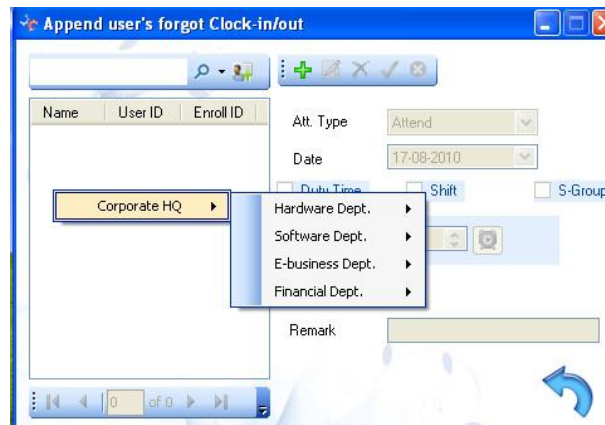 Append user's forgot Clock-in/out
Name User ID Enroll ID
Att. Type Attend
Date 17-08-2010
Duty Time Shift S-Group
Corporate HQ
Hardware Dept.
Software Dept.
E-business Dept.
Financial Dept.
Remark
0 of 0